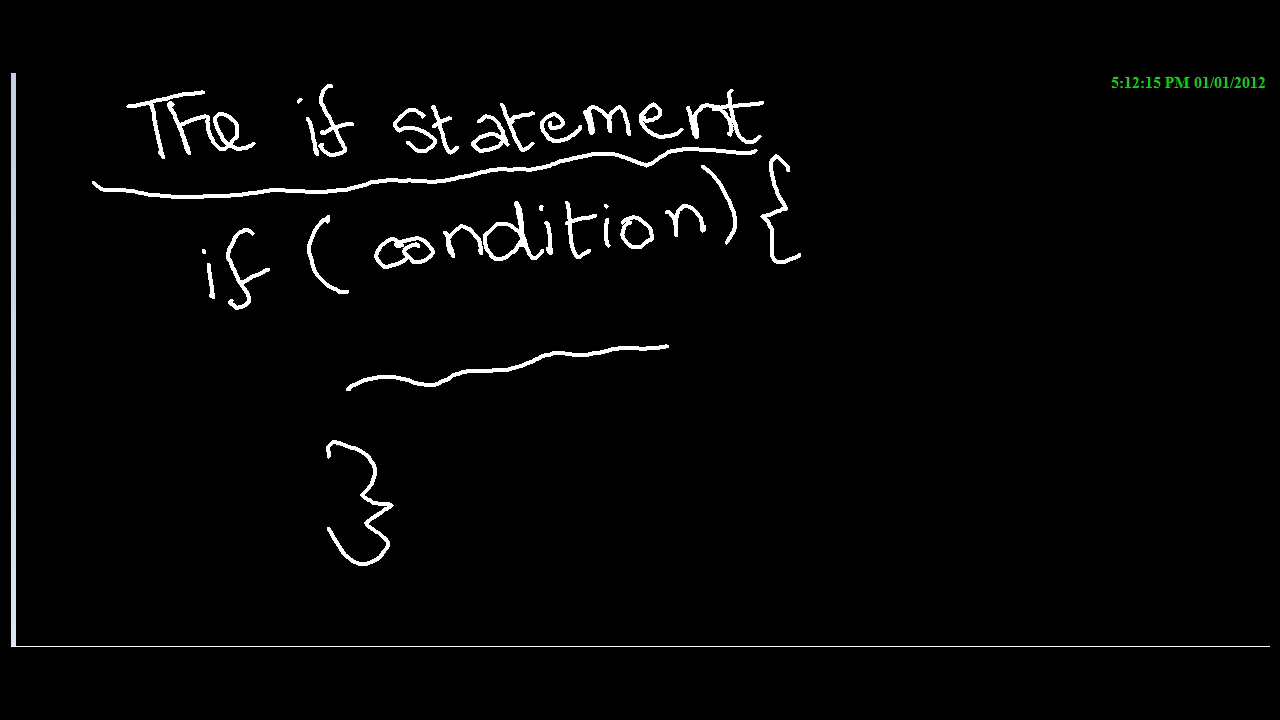 5:12:15 PM 01/01/2012
The if statement
if (condition) {
}